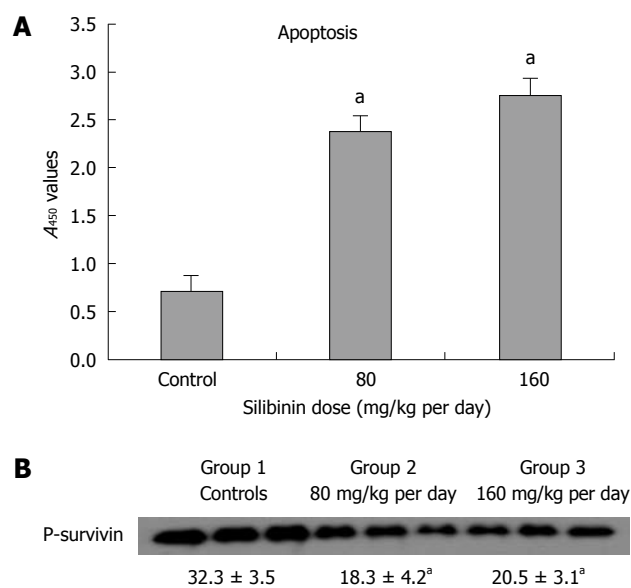 A
Apoptosis
3.5
3.0
2.5
2.0
1.5
1.0
0.5
0.0
A450 values
a
a
Control 80 160
Silibinin dose (mg/kg per day)
B
Group 1 Group 2 Group 3
Controls 80 mg/kg per day 160 mg/kg per day
P-survivin
32.3 ± 3.5 18.3 ± 4.2a 20.5 ± 3.1a